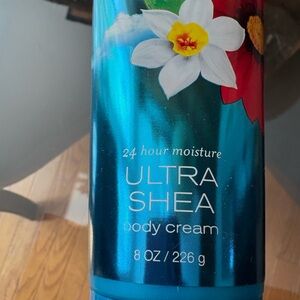 24 hour moisture
ULTRA
SHEA
body cream
8 OZ / 226 g